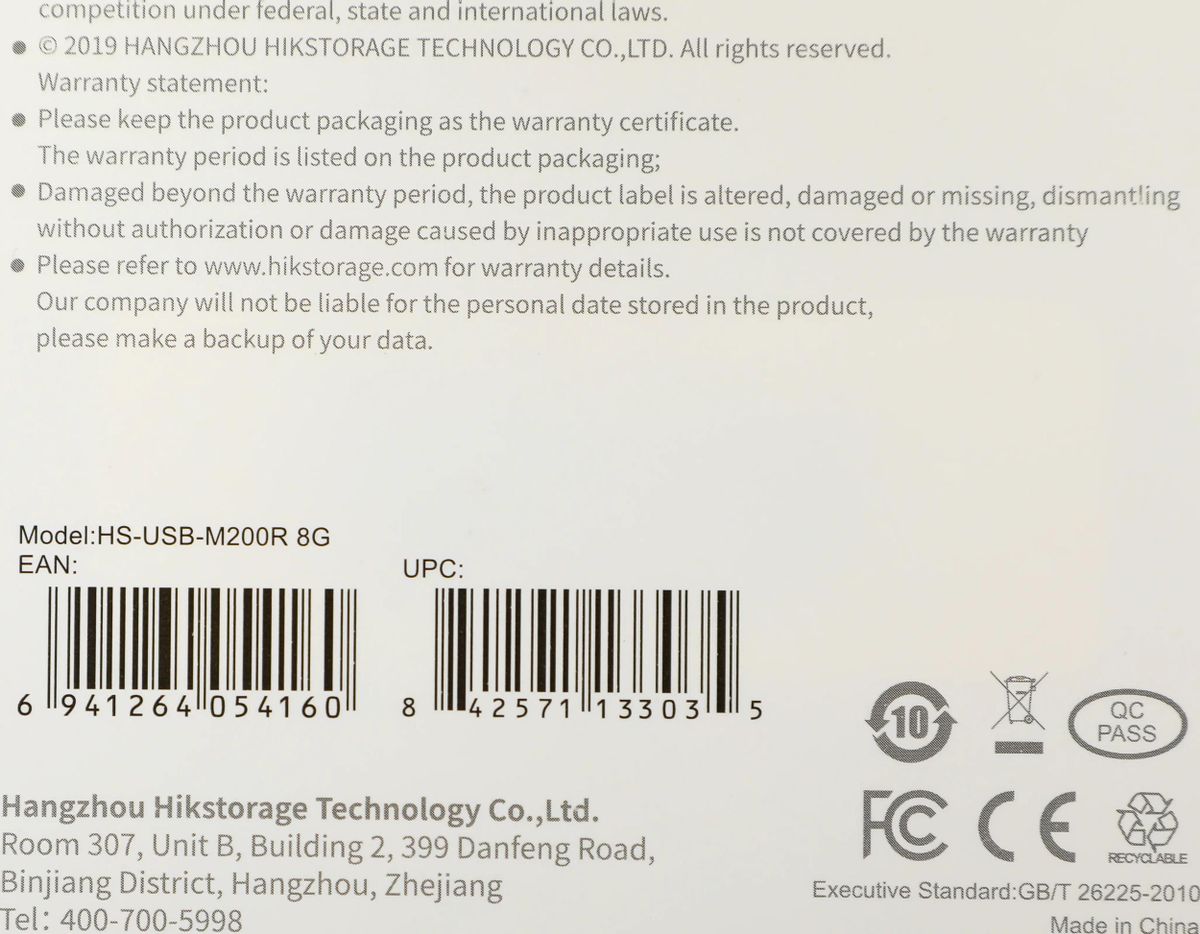 competition under federal, state and international laws.
● © 2019 HANGZHOU HIKSTORAGE TECHNOLOGY CO.,LTD. All rights reserved.
Warranty statement:
● Please keep the product packaging as the warranty certificate.
The warranty period is listed on the product packaging;
● Damaged beyond the warranty period, the product label is altered, damaged or missing, dismantling
without authorization or damage caused by inappropriate use is not covered by the warranty
● Please refer to www.hikstorage.com for warranty details.
Our company will not be liable for the personal date stored in the product,
please make a backup of your data.
Model:HS-USB-M200R 8G
EAN:
UPC:
6 941264 054160
8 42571 13303 5
10
QC
PASS
FC CE
RECYCLABLE
Hangzhou Hikstorage Technology Co.,Ltd.
Room 307, Unit B, Building 2, 399 Danfeng Road,
Binjiang District, Hangzhou, Zhejiang
Tel: 400-700-5998
Executive Standard:GB/T 26225-2010
Made in China